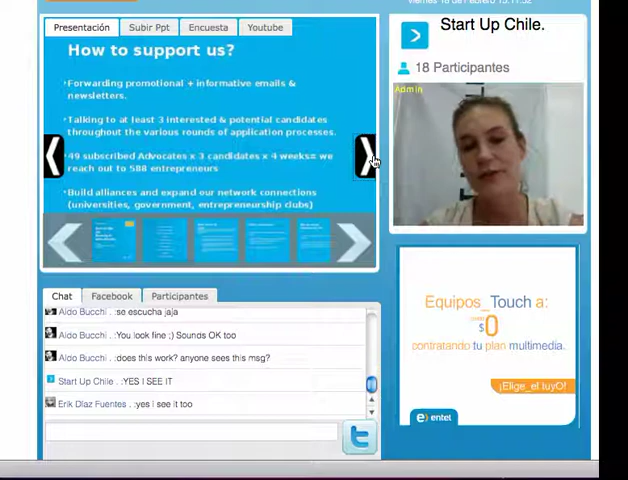 Viernes 18 de Febrero 15:11:52
Presentación
Subir Ppt
Encuesta
Youtube
How to support us?
•Forwarding promotional + informative emails &
newsletters.
•Talking to at least 3 interested & potential candidates
throughout the various rounds of application processes.
•49 subscribed Advocates x 3 candidates x 4 weeks= we
reach out to 588 entrepreneurs
•Build alliances and expand our network connections
(universities, government, entrepreneurship clubs)
Start Up Chile.
18 Participantes
Admin
Chat
Facebook
Participantes
Aldo Bucchi . :se escucha jaja
Aldo Bucchi . :You look fine ;) Sounds OK too
Aldo Bucchi . :does this work? anyone sees this msg?
Start Up Chile . :YES I SEE IT
Erik Diaz Fuentes . :yes i see it too
Equipos_Touch a:
$0
contratando tu plan multimedia.
¡Elige_el tuyO!
entel